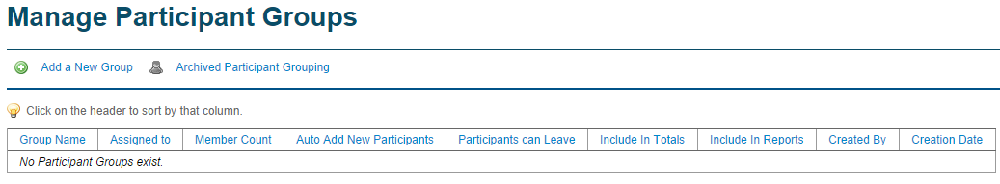 Manage Participant Groups
Add a New Group Archived Participant Grouping
Click on the header to sort by that column.
Group Name Assigned to Member Count Auto Add New Participants Participants can Leave Include In Totals Include In Reports Created By Creation Date
No Participant Groups exist.